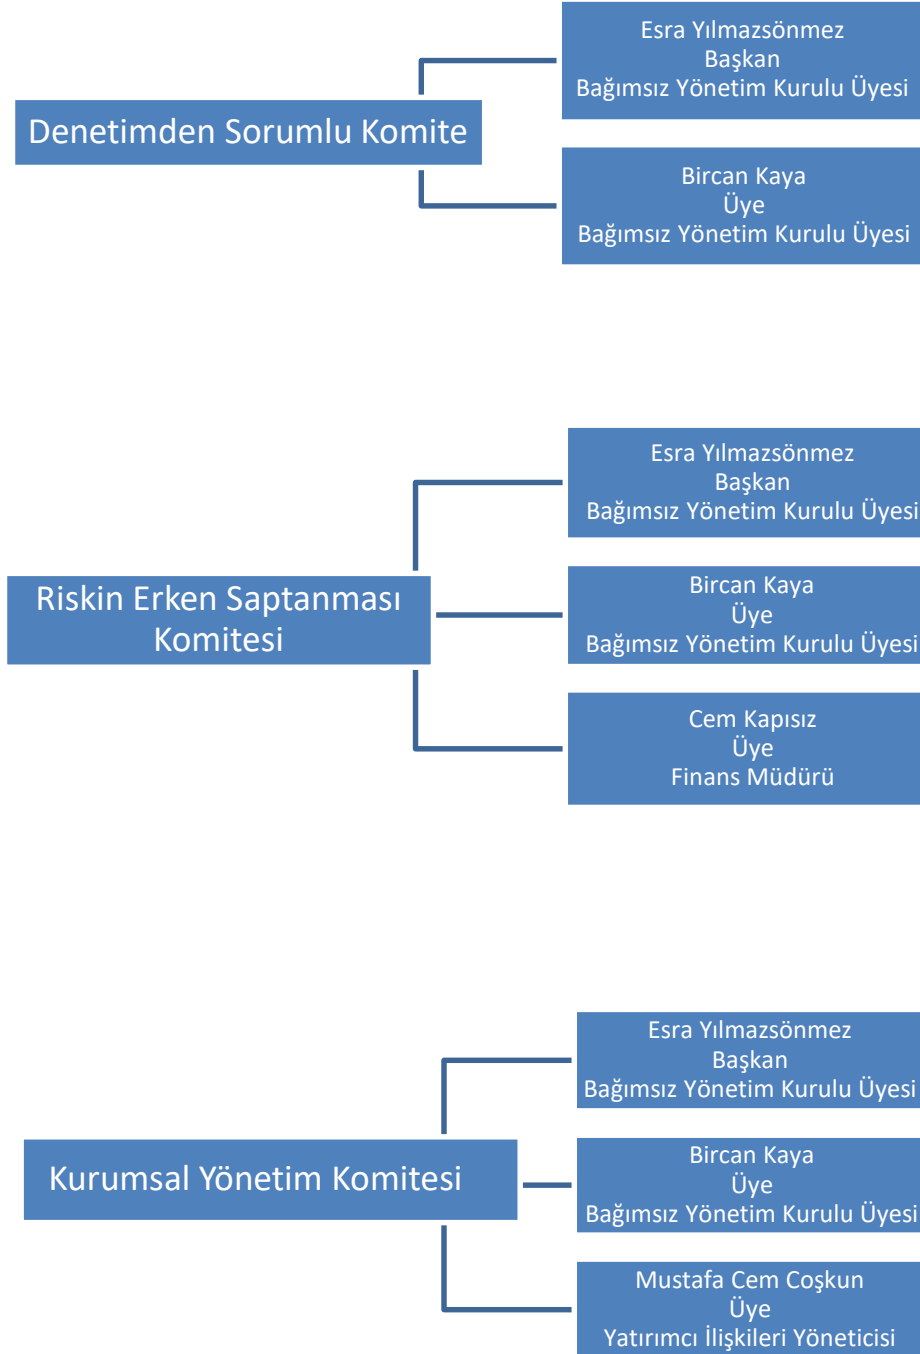 Esra Yılmazsönmez
Başkan
Bağımsız Yönetim Kurulu Üyesi
Denetimden Sorumlu Komite
Bircan Kaya
Üye
Bağımsız Yönetim Kurulu Üyesi
Esra Yılmazsönmez
Başkan
Bağımsız Yönetim Kurulu Üyesi
Riskin Erken Saptanması
Komitesi
Bircan Kaya
Üye
Bağımsız Yönetim Kurulu Üyesi
Cem Kapısız
Üye
Finans Müdürü
Esra Yılmazsönmez
Başkan
Bağımsız Yönetim Kurulu Üyesi
Kurumsal Yönetim Komitesi
Bircan Kaya
Üye
Bağımsız Yönetim Kurulu Üyesi
Mustafa Cem Coşkun
Üye
Yatırımcı İlişkileri Yöneticisi